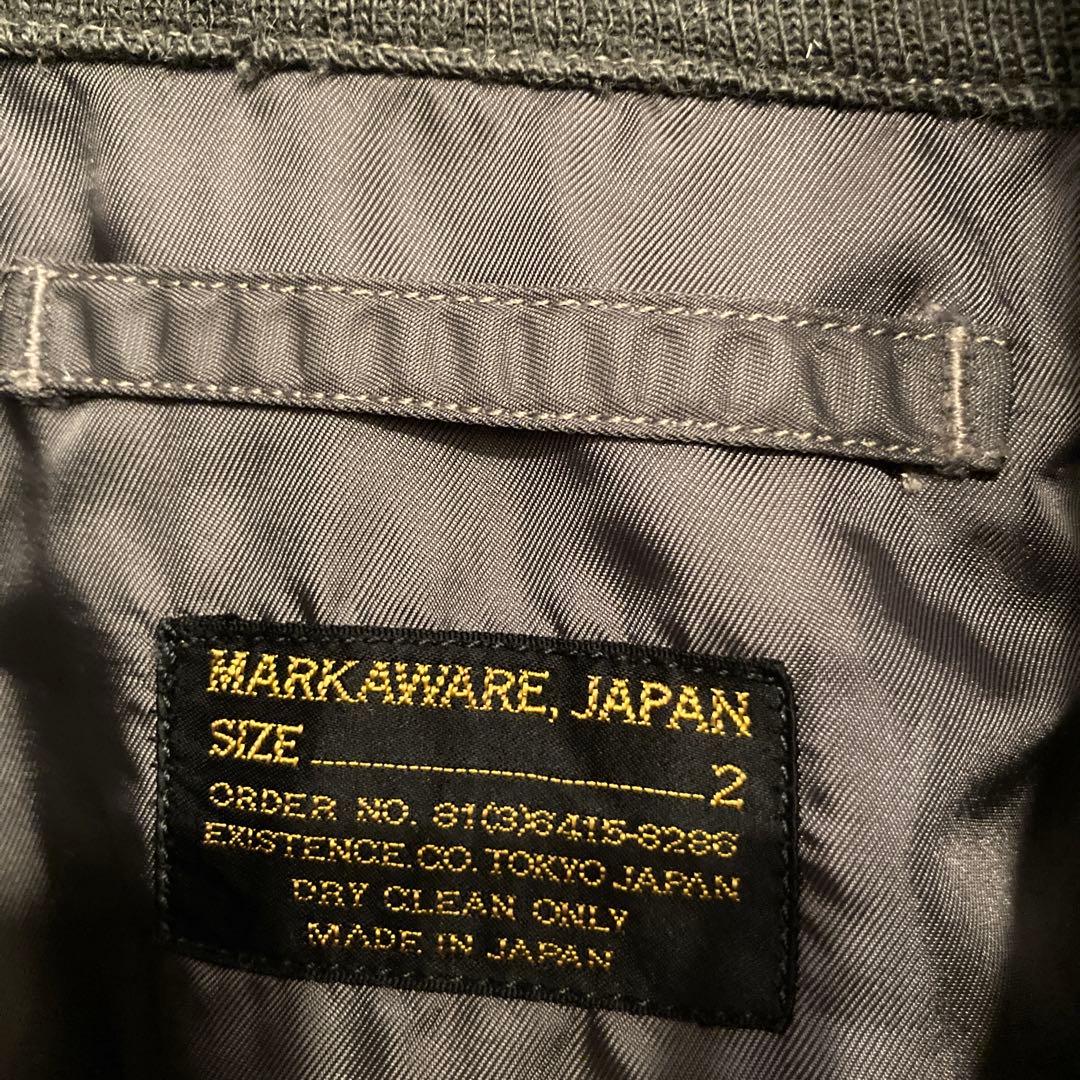 MARKAWARE, JAPAN
SIZE 2
ORDER NO. 81(3)6415-8286
EXISTENCE. CO. TOKYO JAPAN
DRY CLEAN ONLY
MADE IN JAPAN